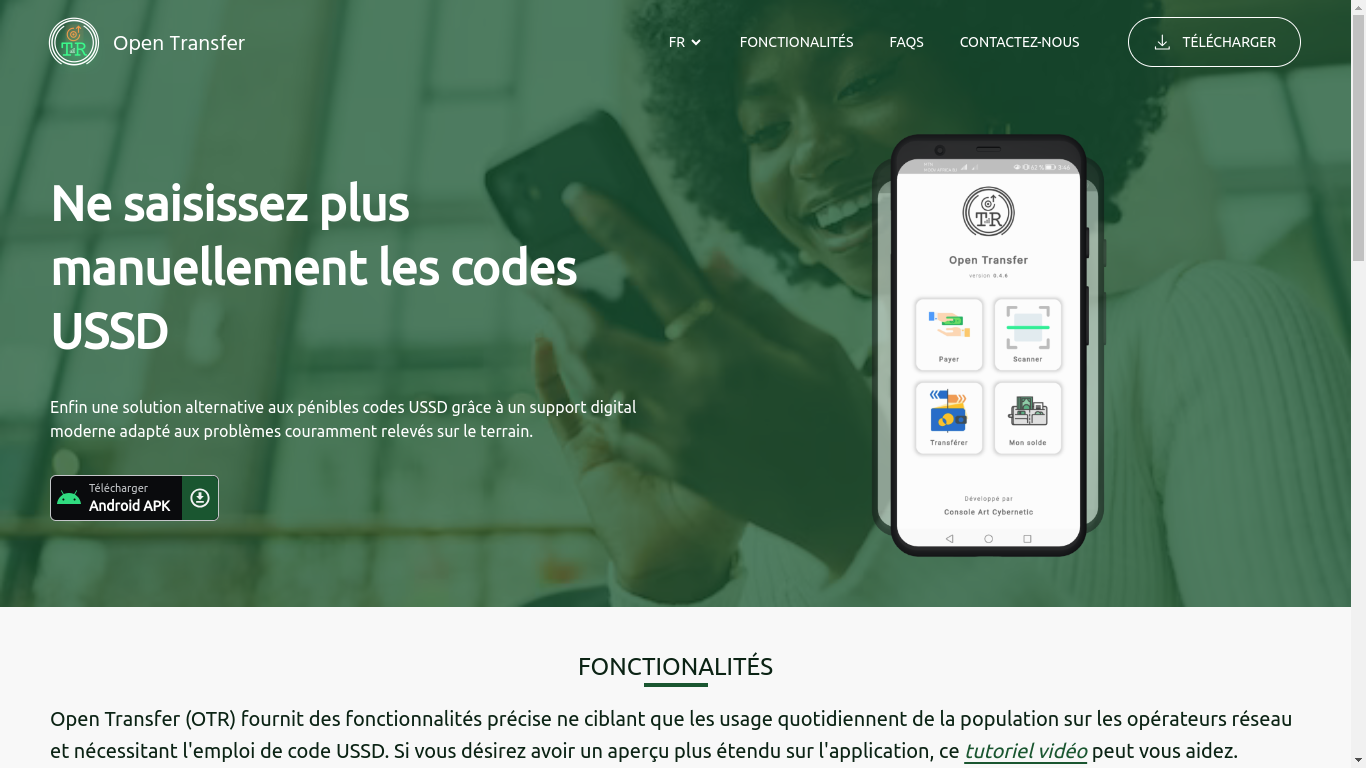 TR
Open Transfer
FR
FONCTIONALITÉS
FAQS
CONTACTEZ-NOUS
TÉLÉCHARGER
Ne saisissez plus
manuellement les codes
USSD
Enfin une solution alternative aux pénibles codes USSD grâce à un support digital
moderne adapté aux problèmes couramment relevés sur le terrain.
Télécharger
Android APK
TR
Open Transfer
version 0.4.6
Payer
Scanner
Transférer
Mon solde
Développé par
Console Art Cybernetic
FONCTIONALITÉS
Open Transfer (OTR) fournit des fonctionnalités précise ne ciblant que les usage quotidiennent de la population sur les opérateurs réseau
et nécessitant l'emploi de code USSD. Si vous désirez avoir un aperçu plus étendu sur l'application, ce tutoriel vidéo peut vous aidez.